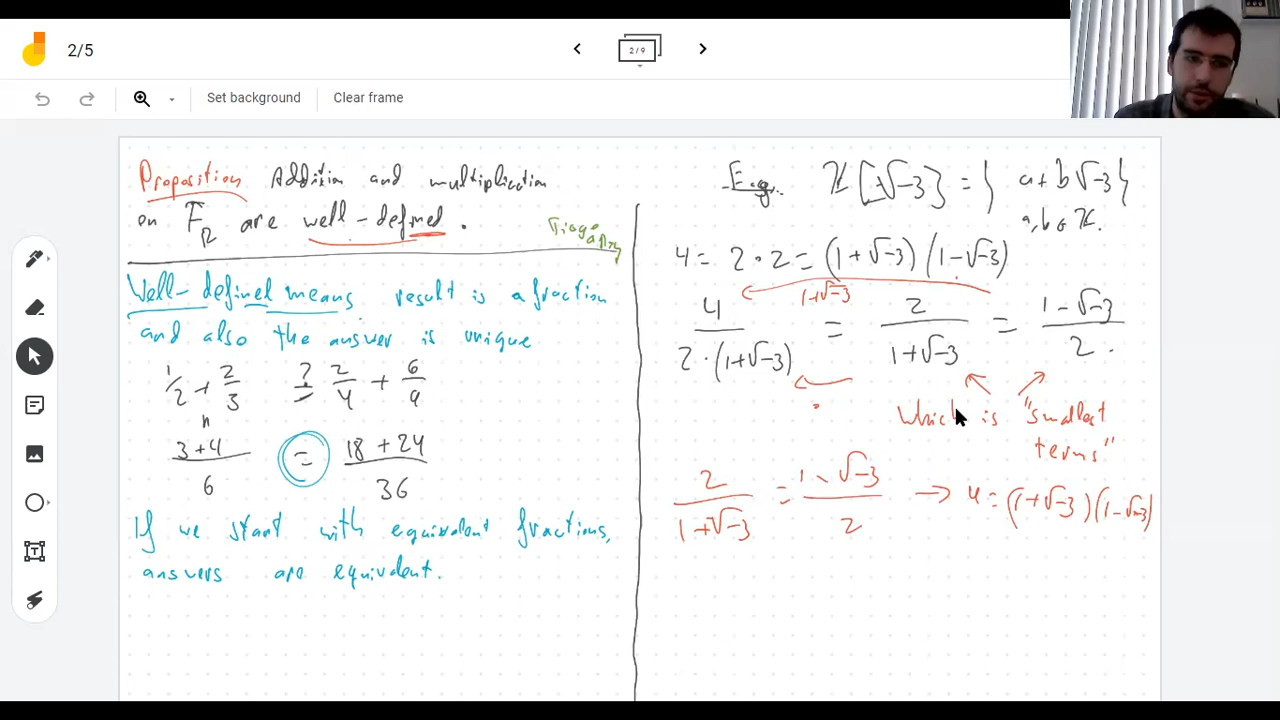 2/5
2/9
Set background
Clear frame
Proposition Addition and multiplication
on F_R are well-defined.
Well-defined means result is a fraction
and also the answer is unique
1/2 + 2/3 ?= 2/4 + 6/9
"
3+4/6 = 18+24/36
If we start with equivalent fractions,
answers are equivalent.
E.g. ℤ[√-3] = { a+b√-3 }
a,b ∈ ℤ.
4 = 2·2 = (1+√-3)(1-√-3)
1+√-3
4/2·(1+√-3) = 2/1+√-3 = 1-√-3/2.
Which is "smallest
terms"
2/1+√-3 = 1-√-3/2 → 4=(1+√-3)(1-√-3)